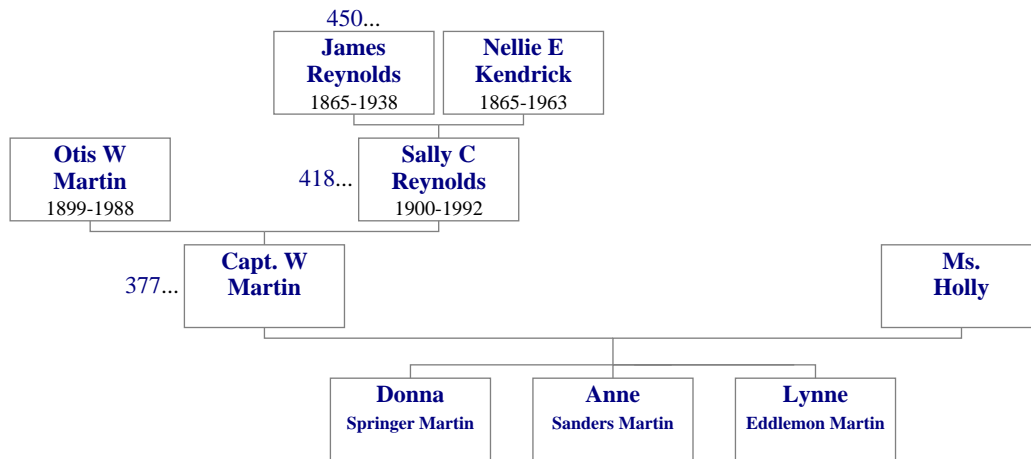 450...
James
Reynolds
1865-1938
Nellie E
Kendrick
1865-1963
Otis W
Martin
1899-1988
418...
Sally C
Reynolds
1900-1992
377...
Capt. W
Martin
Ms.
Holly
Donna
Springer Martin
Anne
Sanders Martin
Lynne
Eddlemon Martin